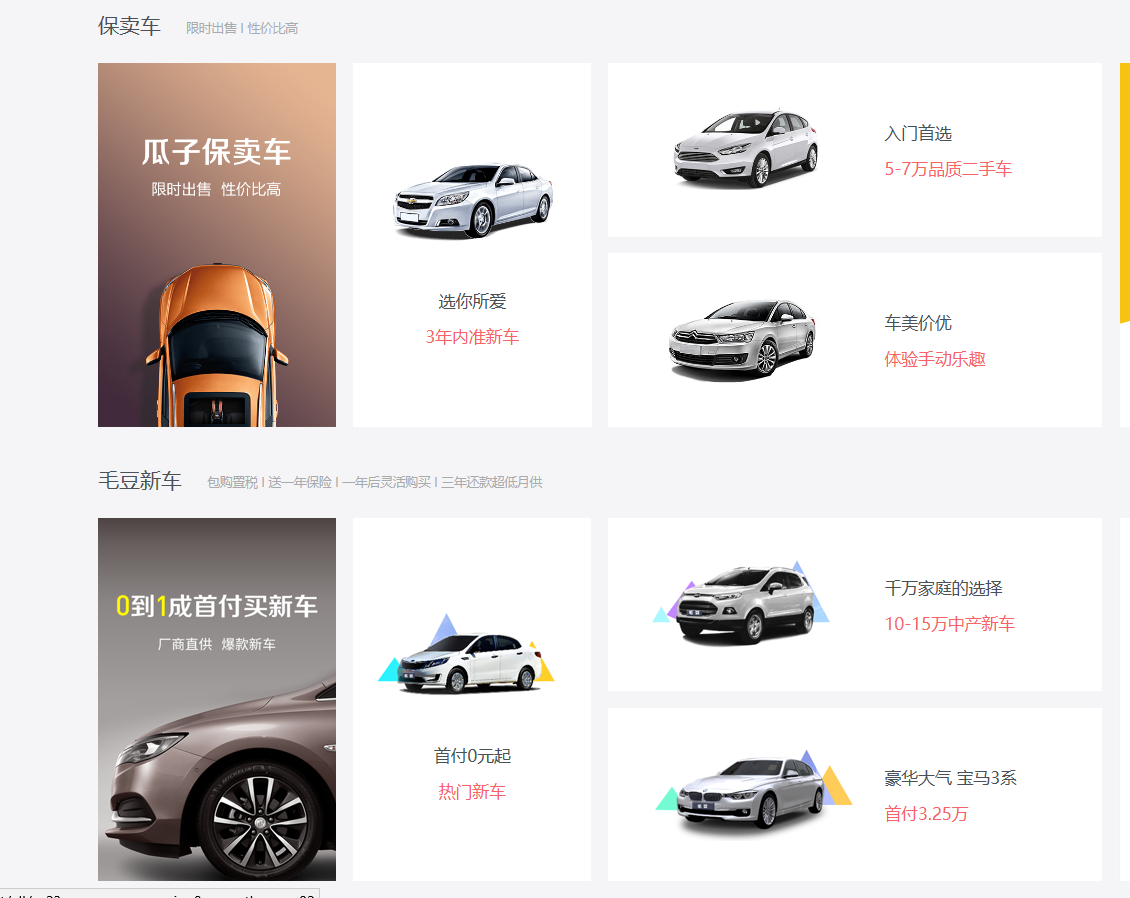 保卖车
限时出售 | 性价比高
瓜子保卖车
限时出售 性价比高
选你所爱
3年内准新车
入门首选
5-7万品质二手车
车美价优
体验手动乐趣
毛豆新车
包购置税 | 送一年保险 | 一年后灵活购买 | 三年还款超低月供
0到1成首付买新车
厂商直供 爆款新车
首付0元起
热门新车
千万家庭的选择
10-15万中产新车
豪华大气 宝马3系
首付3.25万